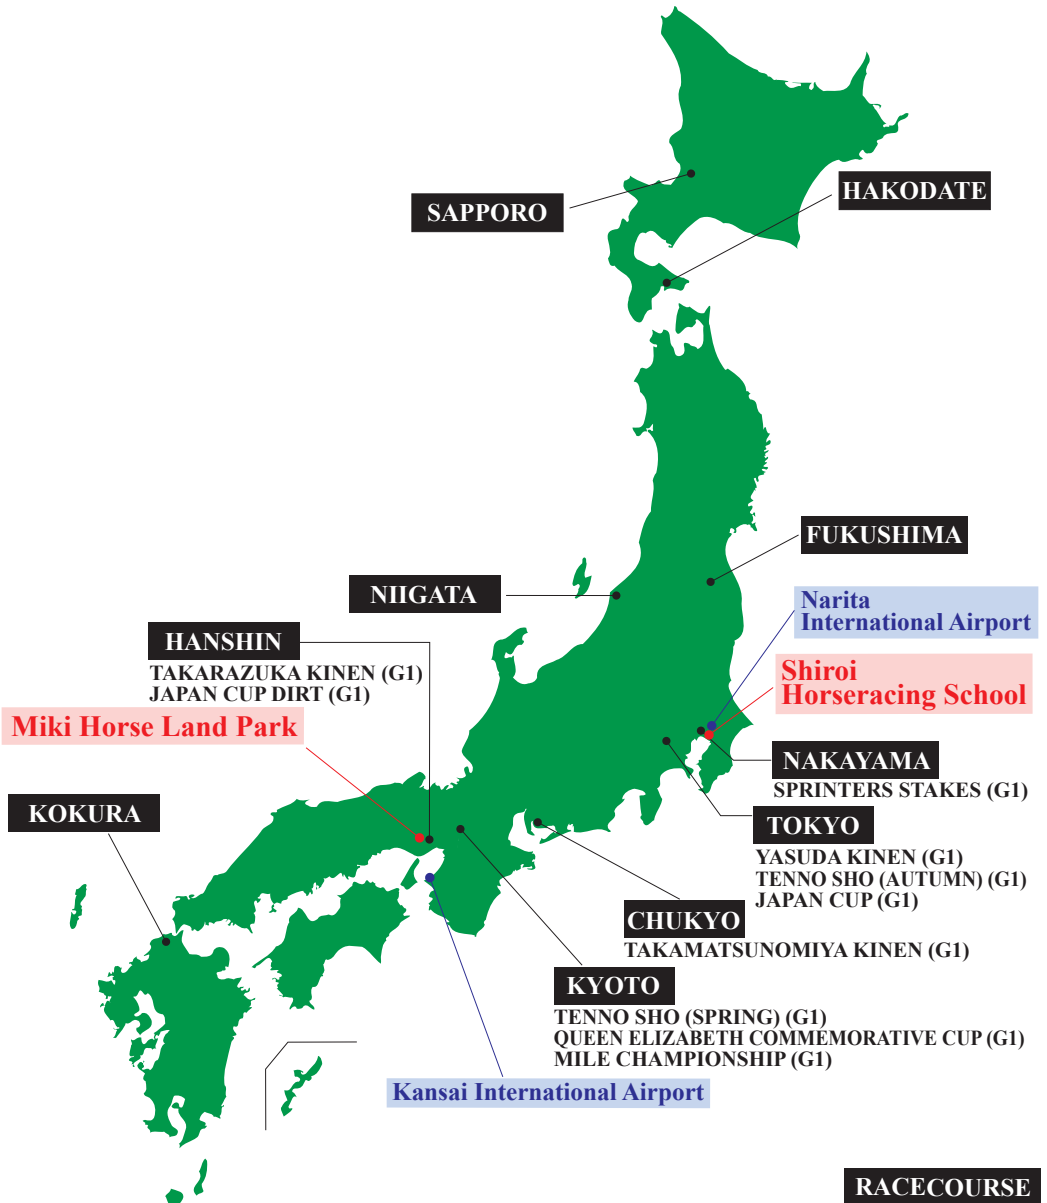 SAPPORO
HAKODATE
FUKUSHIMA
NIIGATA
Narita
International Airport
HANSHIN
TAKARAZUKA KINEN (G1)
JAPAN CUP DIRT (G1)
Shiroi
Horseracing School
Miki Horse Land Park
NAKAYAMA
SPRINTERS STAKES (G1)
KOKURA
TOKYO
YASUDA KINEN (G1)
TENNO SHO (AUTUMN) (G1)
JAPAN CUP (G1)
CHUKYO
TAKAMATSUNOMIYA KINEN (G1)
KYOTO
TENNO SHO (SPRING) (G1)
QUEEN ELIZABETH COMMEMORATIVE CUP (G1)
MILE CHAMPIONSHIP (G1)
Kansai International Airport
RACECOURSE